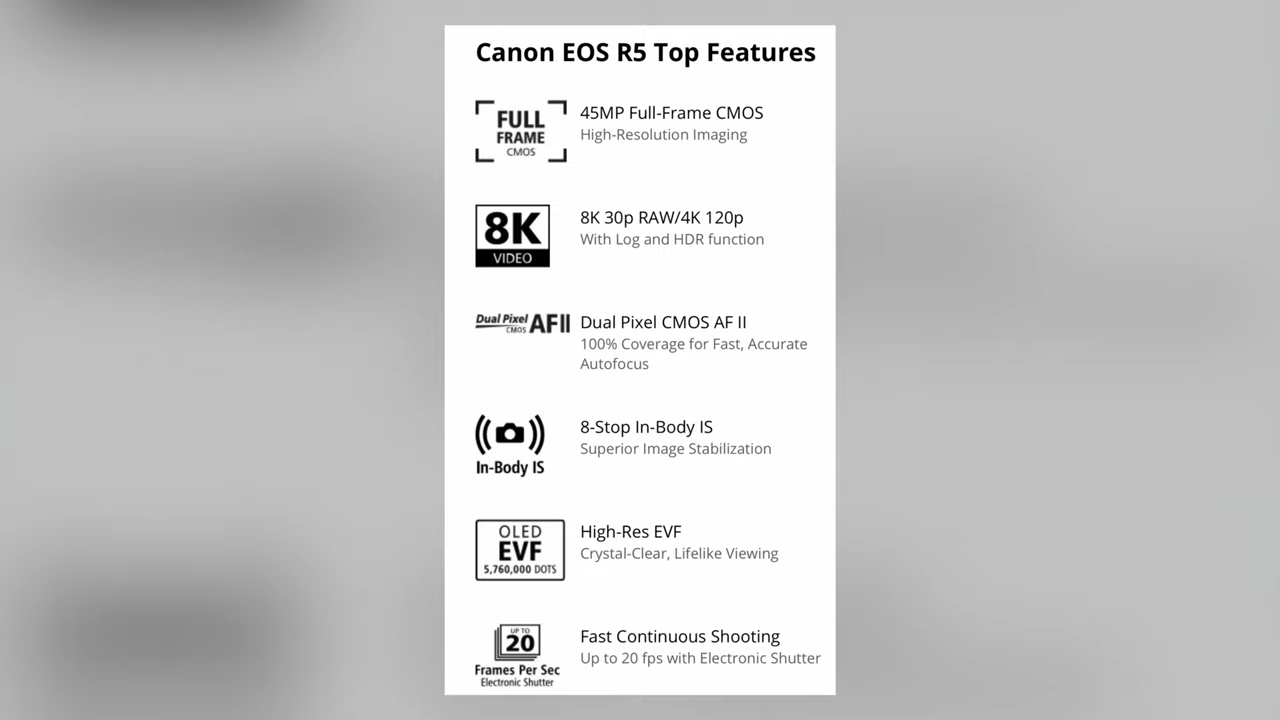 Canon EOS R5 Top Features
FULL
FRAME
CMOS
45MP Full-Frame CMOS
High-Resolution Imaging
8K
VIDEO
8K 30p RAW/4K 120p
With Log and HDR function
Dual Pixel
CMOS
AF II
Dual Pixel CMOS AF II
100% Coverage for Fast, Accurate
Autofocus
In-Body IS
8-Stop In-Body IS
Superior Image Stabilization
OLED
EVF
5,760,000 DOTS
High-Res EVF
Crystal-Clear, Lifelike Viewing
UP TO
20
Frames Per Sec
Electronic Shutter
Fast Continuous Shooting
Up to 20 fps with Electronic Shutter